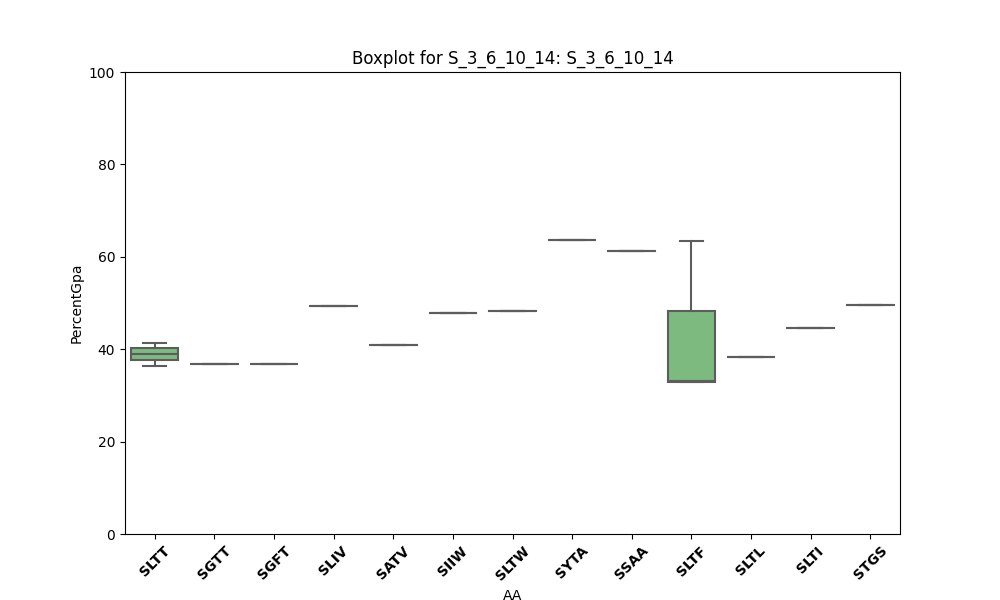 Boxplot for S_3_6_10_14: S_3_6_10_14
100
80
60
40
20
0
PercentGpa
SLTT
SGTT
SGFT
SLIV
SATV
SIIW
SLTW
SYTA
SSAA
SLTF
SLTL
SLTI
STGS
AA